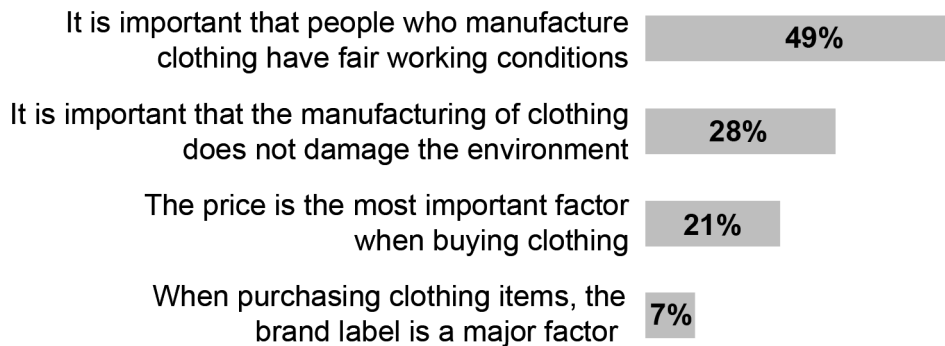 It is important that people who manufacture
clothing have fair working conditions
49%
It is important that the manufacturing of clothing
does not damage the environment
28%
The price is the most important factor
when buying clothing
21%
When purchasing clothing items, the
brand label is a major factor
7%